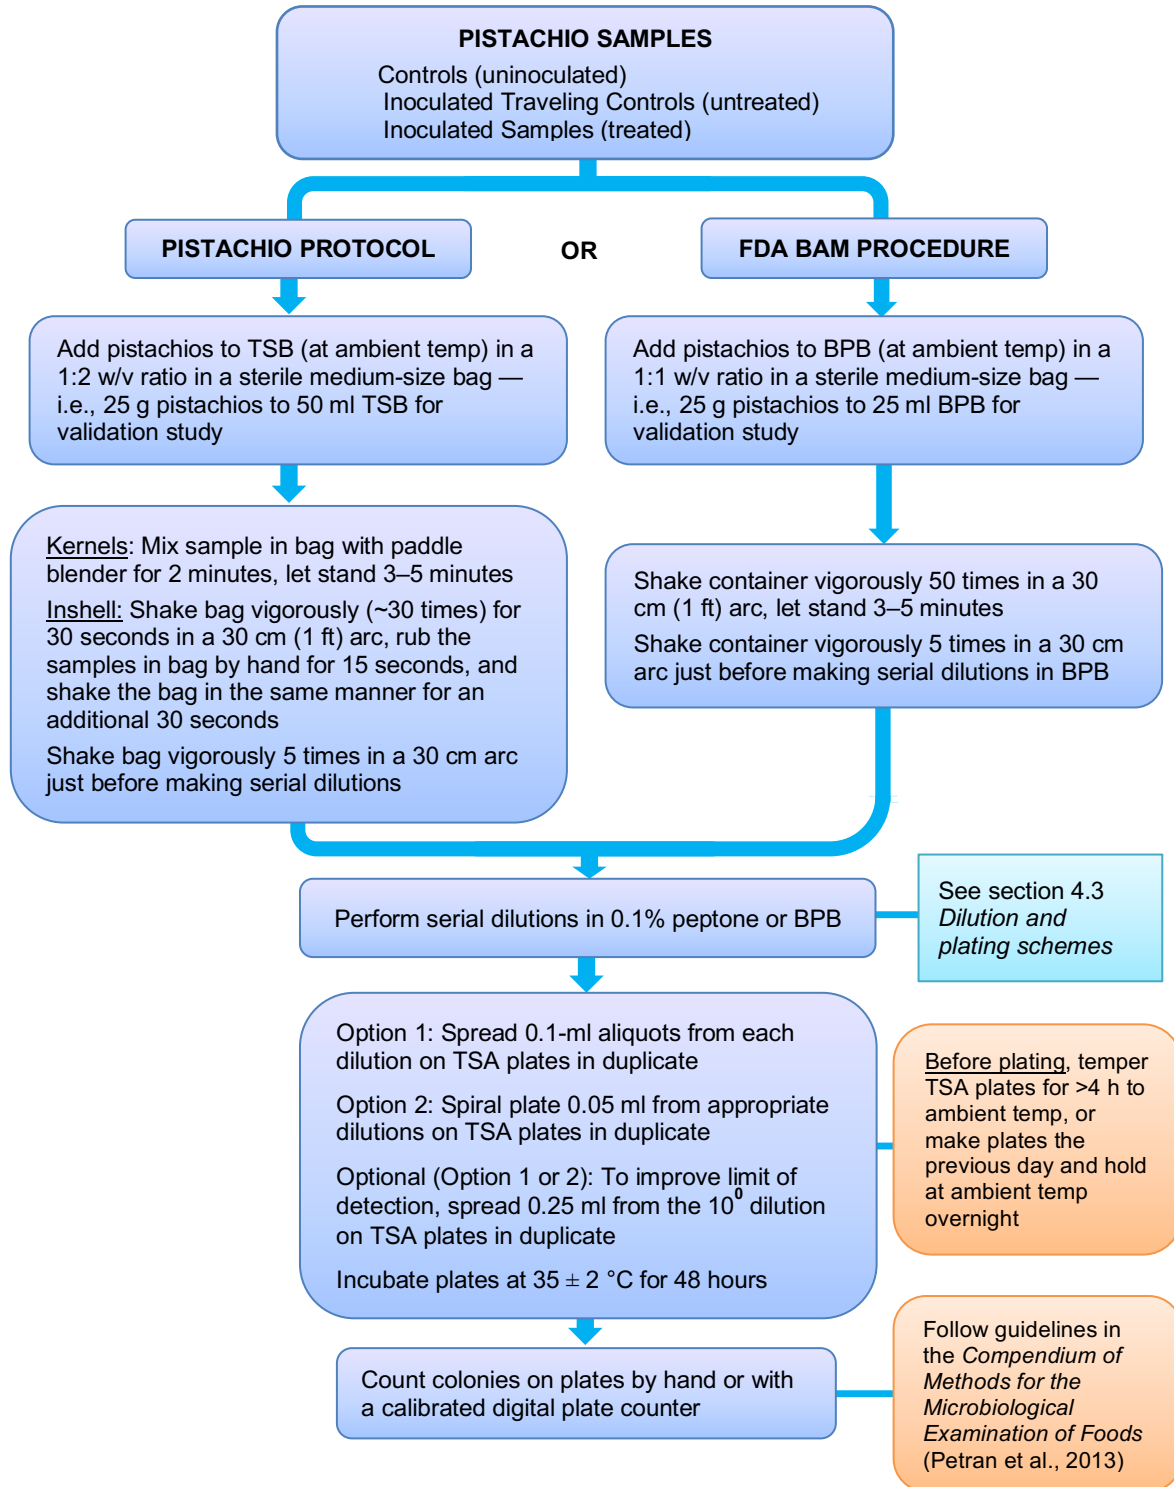 PISTACHIO SAMPLES
Controls (uninoculated)
Inoculated Traveling Controls (untreated)
Inoculated Samples (treated)
PISTACHIO PROTOCOL
OR
FDA BAM PROCEDURE
Add pistachios to TSB (at ambient temp) in a
1:2 w/v ratio in a sterile medium-size bag —
i.e., 25 g pistachios to 50 ml TSB for
validation study
Add pistachios to BPB (at ambient temp) in a
1:1 w/v ratio in a sterile medium-size bag —
i.e., 25 g pistachios to 25 ml BPB for
validation study
Kernels: Mix sample in bag with paddle
blender for 2 minutes, let stand 3–5 minutes
Inshell: Shake bag vigorously (~30 times) for
30 seconds in a 30 cm (1 ft) arc, rub the
samples in bag by hand for 15 seconds, and
shake the bag in the same manner for an
additional 30 seconds
Shake bag vigorously 5 times in a 30 cm arc
just before making serial dilutions
Shake container vigorously 50 times in a 30
cm (1 ft) arc, let stand 3–5 minutes
Shake container vigorously 5 times in a 30 cm
arc just before making serial dilutions in BPB
Perform serial dilutions in 0.1% peptone or BPB
See section 4.3
Dilution and
plating schemes
Option 1: Spread 0.1-ml aliquots from each
dilution on TSA plates in duplicate
Option 2: Spiral plate 0.05 ml from appropriate
dilutions on TSA plates in duplicate
Optional (Option 1 or 2): To improve limit of
detection, spread 0.25 ml from the 10⁰ dilution
on TSA plates in duplicate
Incubate plates at 35 ± 2 °C for 48 hours
Before plating, temper
TSA plates for >4 h to
ambient temp, or
make plates the
previous day and hold
at ambient temp
overnight
Count colonies on plates by hand or with
a calibrated digital plate counter
Follow guidelines in
the Compendium of
Methods for the
Microbiological
Examination of Foods
(Petran et al., 2013)